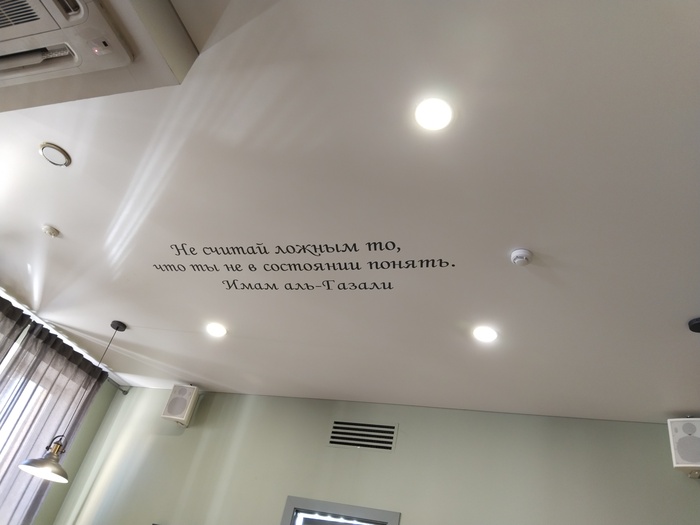 Не считай ложным то,
что ты не в состоянии понять.
Имам аль-Газали